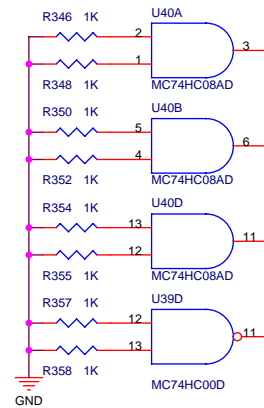 R346 1K
U40A
2
3
1
R348 1K
MC74HC08AD
R350 1K
U40B
5
6
4
R352 1K
MC74HC08AD
R354 1K
U40D
13
11
12
R355 1K
MC74HC08AD
R357 1K
U39D
12
11
13
R358 1K
MC74HC00D
GND